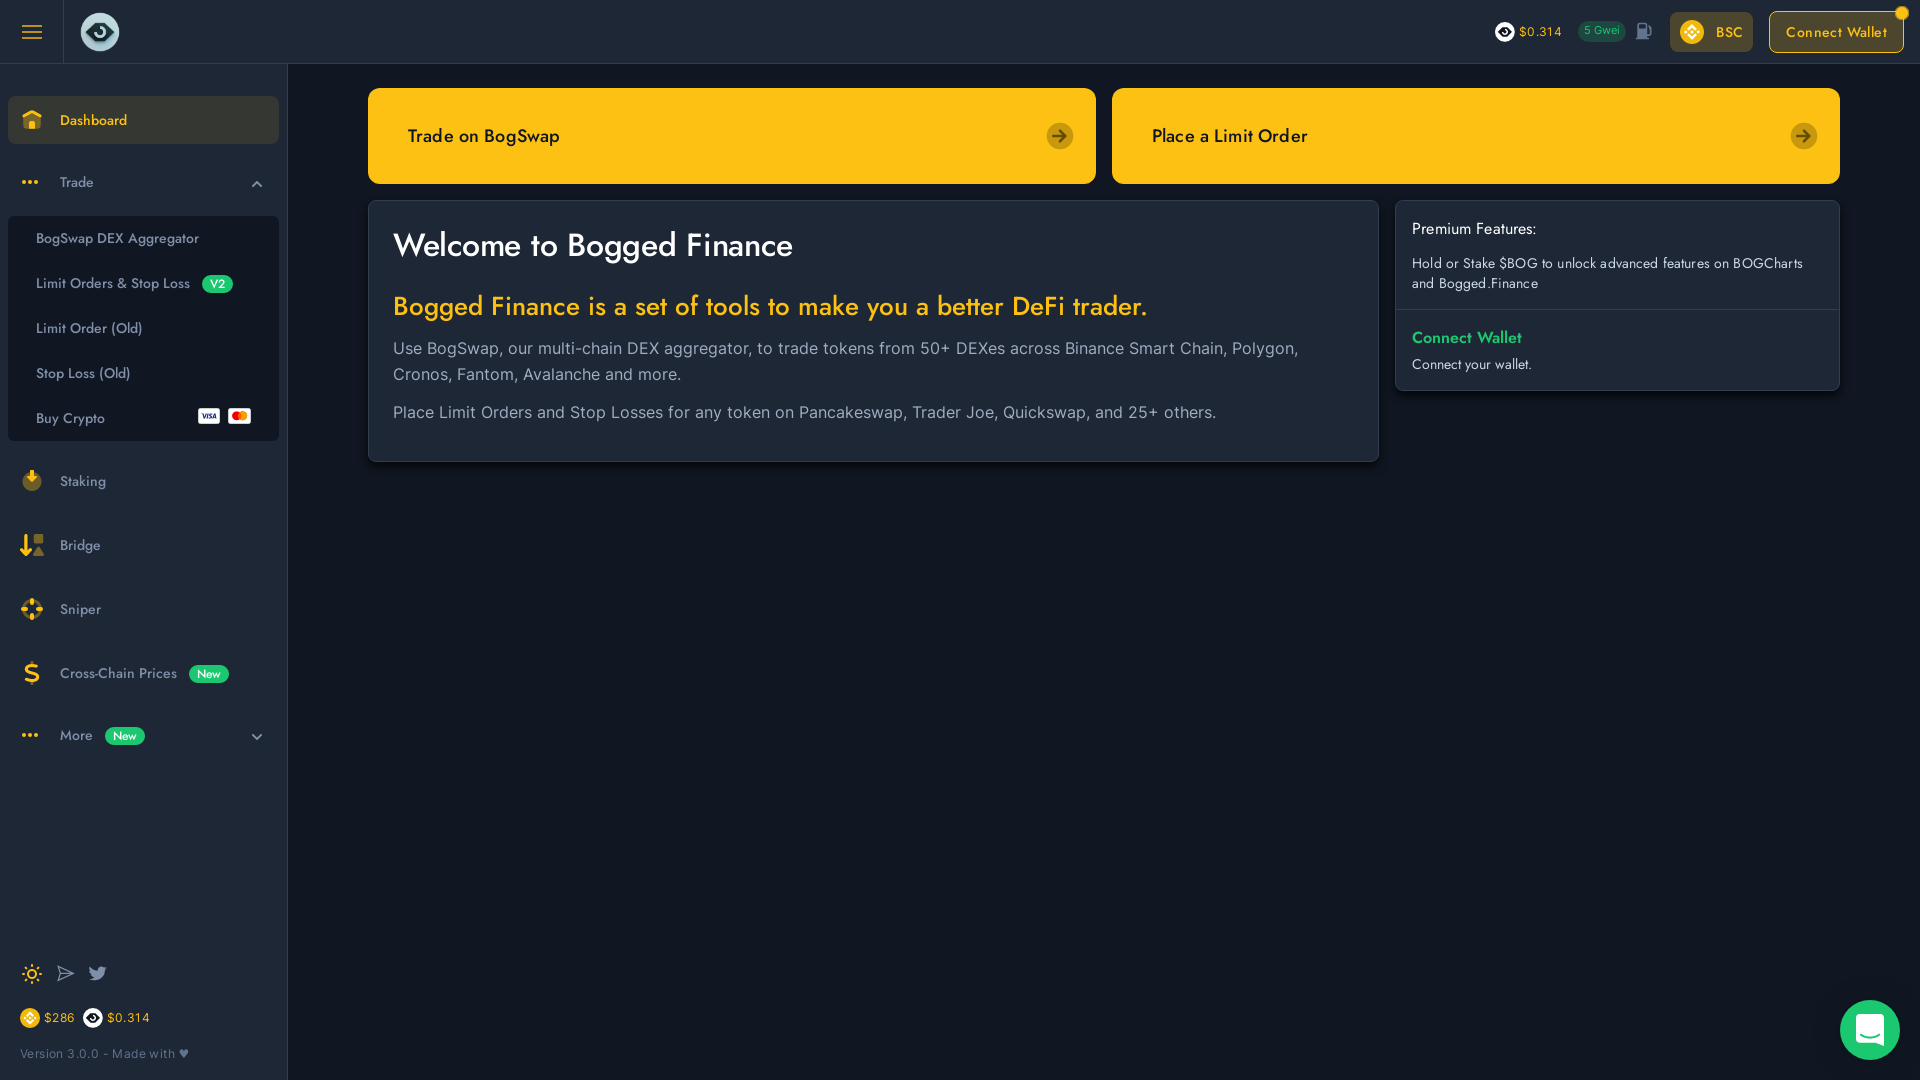 $0.314
5 Gwei
BSC
Connect Wallet
Dashboard
Trade
BogSwap DEX Aggregator
Limit Orders & Stop Loss V2
Limit Order (Old)
Stop Loss (Old)
Buy Crypto VISA
Staking
Bridge
Sniper
Cross-Chain Prices New
More New
$286 $0.314
Version 3.0.0 - Made with ♥
Trade on BogSwap
Place a Limit Order
Welcome to Bogged Finance
Bogged Finance is a set of tools to make you a better DeFi trader.
Use BogSwap, our multi-chain DEX aggregator, to trade tokens from 50+ DEXes across Binance Smart Chain, Polygon,
Cronos, Fantom, Avalanche and more.
Place Limit Orders and Stop Losses for any token on Pancakeswap, Trader Joe, Quickswap, and 25+ others.
Premium Features:
Hold or Stake $BOG to unlock advanced features on BOGCharts
and Bogged.Finance
Connect Wallet
Connect your wallet.